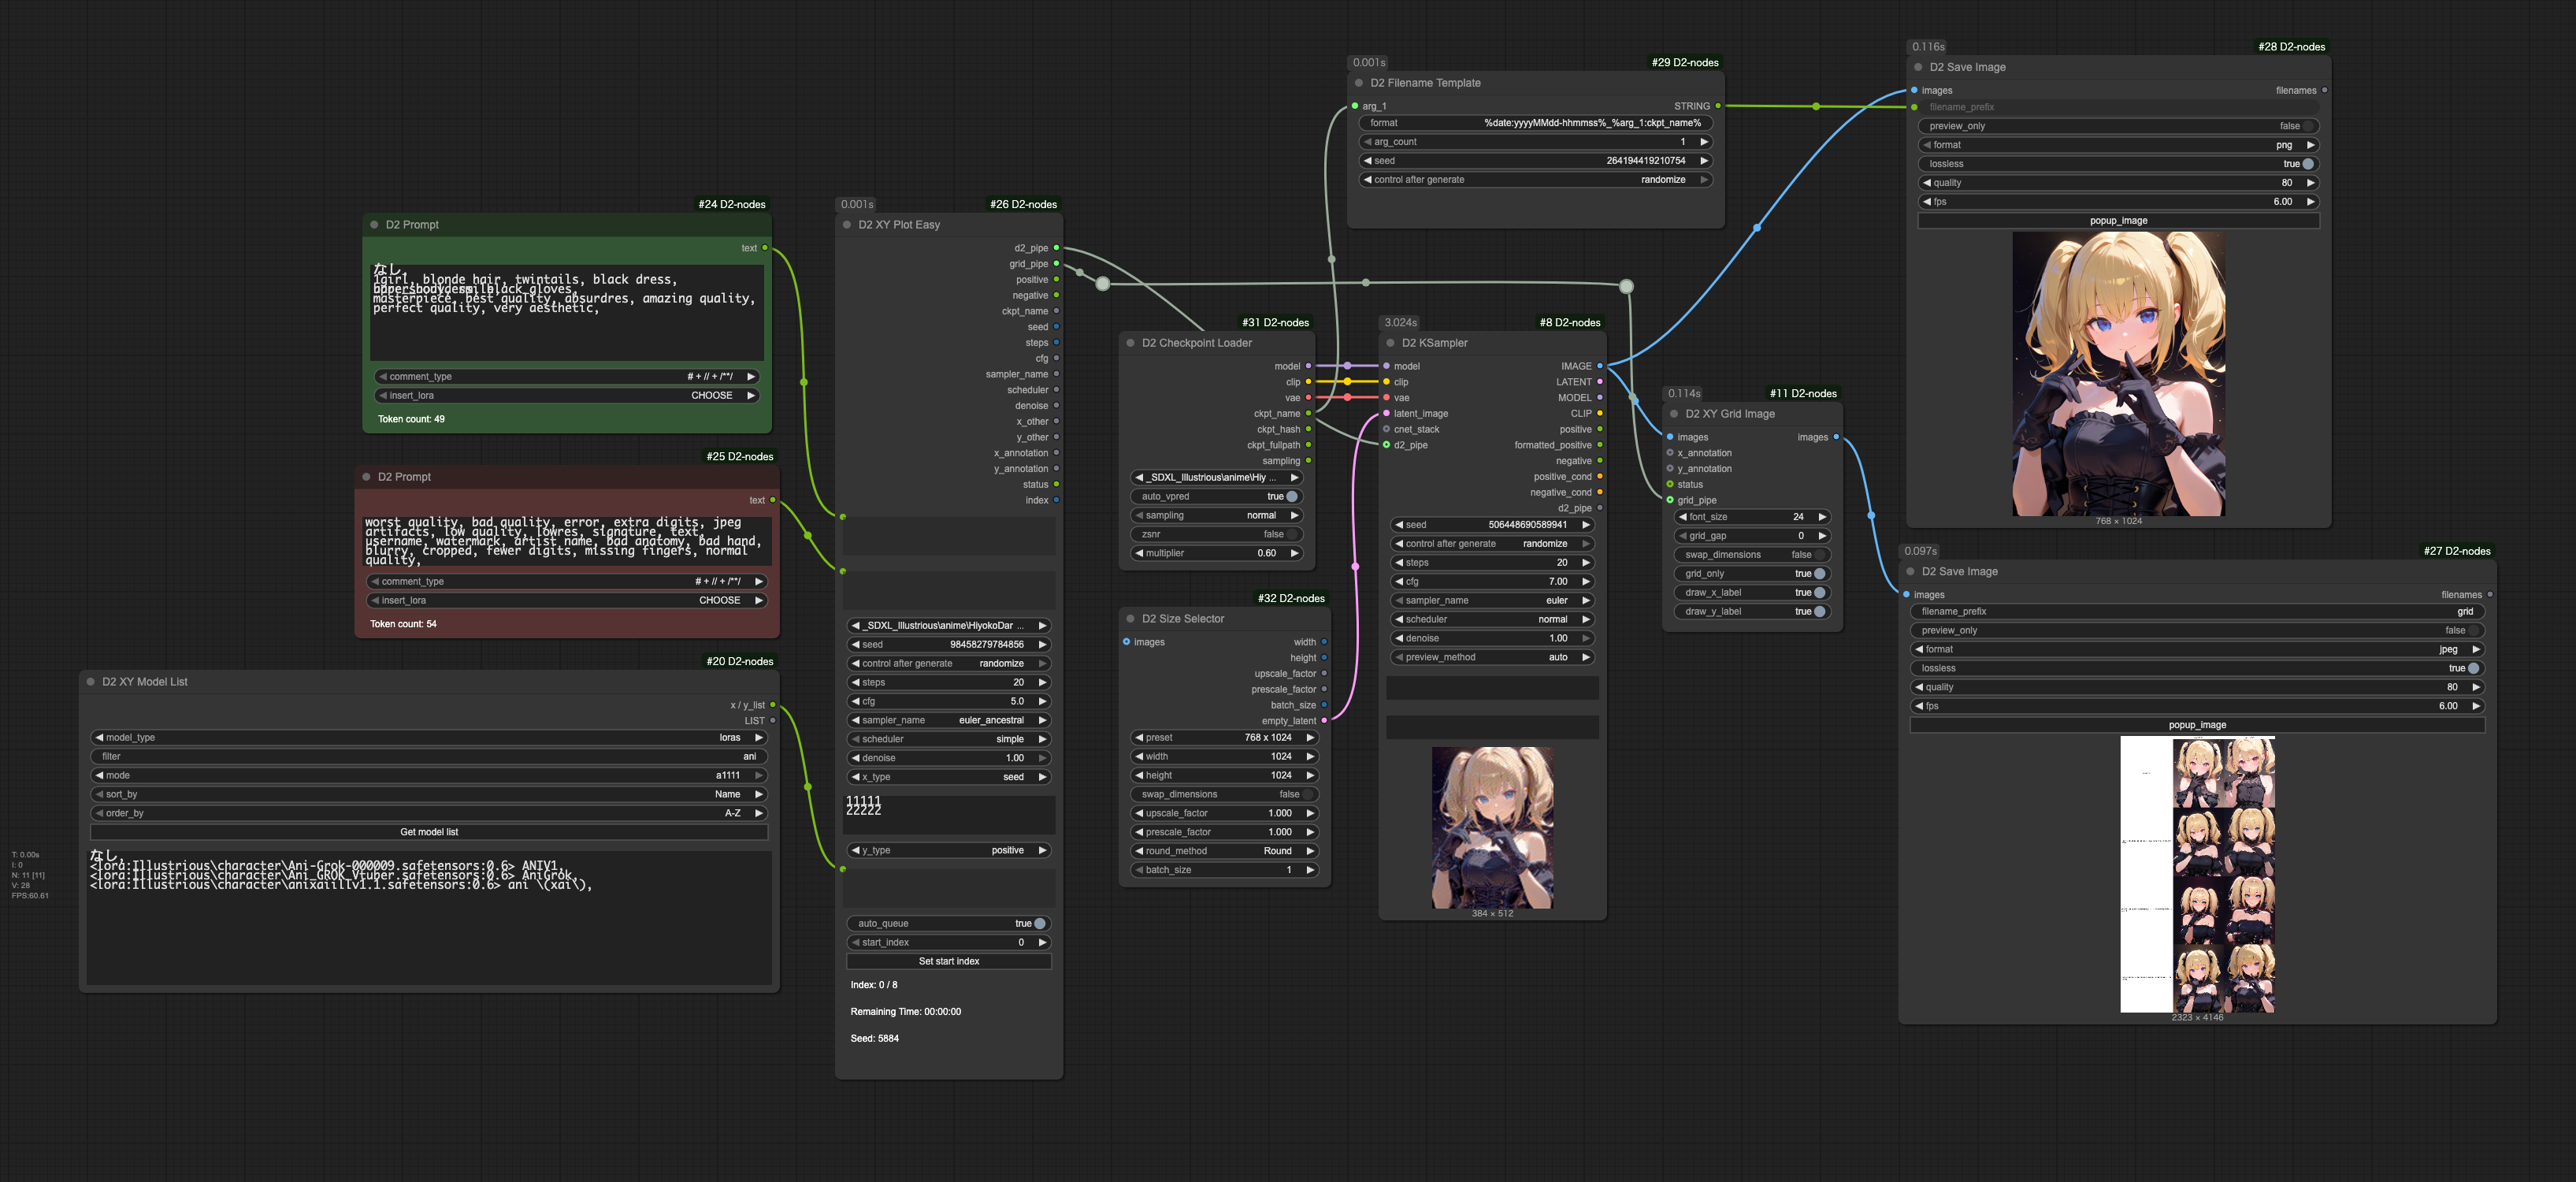 #24 D2-nodes
D2 Prompt
text
なし,
1girl, blonde hair, twintails, black dress,
black gloves,
masterpiece, best quality, absurdres, amazing quality,
perfect quality, very aesthetic,
comment_type # + // + /**/
insert_lora CHOOSE
Token count: 49
#25 D2-nodes
D2 Prompt
text
worst quality, bad quality, error, extra digits, jpeg
artifacts, low quality, lowres, signature, text,
username, watermark, artist name, bad anatomy, bad hand,
blurry, cropped, fewer digits, missing fingers, normal
quality,
comment_type # + // + /**/
insert_lora CHOOSE
Token count: 54
#20 D2-nodes
D2 XY Model List
x / y_list
LIST
model_type loras
filter ani
mode a1111
sort_by Name
order_by A-Z
Get model list
なし,
<lora:Illustrious\character\Ani-Grok-000009.safetensors:0.6> ANIV1,
<lora:Illustrious\character\Ani_GROK_Vtuber.safetensors:0.6> AniGrok,
<lora:Illustrious\character\anixaiillv1.1.safetensors:0.6> ani \(xai\),
T: 0.00s
I: 0
N: 11 [11]
V: 28
FPS:60.61
0.001s #26 D2-nodes
D2 XY Plot Easy
d2_pipe
grid_pipe
positive
negative
ckpt_name
seed
steps
cfg
sampler_name
scheduler
denoise
x_other
y_other
x_annotation
y_annotation
status
index
_SDXL_Illustrious\anime\HiyokoDar ...
seed 98458279784856
control after generate randomize
steps 20
cfg 5.0
sampler_name euler_ancestral
scheduler simple
denoise 1.00
x_type seed
11111
22222
y_type positive
auto_queue true
start_index 0
Set start index
Index: 0 / 8
Remaining Time: 00:00:00
Seed: 5884
#31 D2-nodes
D2 Checkpoint Loader
model
clip
vae
ckpt_name
ckpt_hash
ckpt_fullpath
sampling
_SDXL_Illustrious\anime\Hiy ...
auto_vpred true
sampling normal
zsnr false
multiplier 0.60
#32 D2-nodes
D2 Size Selector
images width
height
upscale_factor
prescale_factor
batch_size
empty_latent
preset 768 x 1024
width 1024
height 1024
swap_dimensions false
upscale_factor 1.000
prescale_factor 1.000
round_method Round
batch_size 1
0.001s #29 D2-nodes
D2 Filename Template
arg_1 STRING
format %date:yyyyMMdd-hhmmss%_%arg_1:ckpt_name%
arg_count 1
seed 264194419210754
control after generate randomize
3.024s #8 D2-nodes
D2 KSampler
model IMAGE
clip LATENT
vae MODEL
latent_image CLIP
cnet_stack positive
d2_pipe formatted_positive
negative
positive_cond
negative_cond
d2_pipe
seed 506448690589941
control after generate randomize
steps 20
cfg 7.00
sampler_name euler
scheduler normal
denoise 1.00
preview_method auto
384 × 512
0.114s #11 D2-nodes
D2 XY Grid Image
images images
x_annotation
y_annotation
status
grid_pipe
font_size 24
grid_gap 0
swap_dimensions false
grid_only true
draw_x_label true
draw_y_label true
0.116s #28 D2-nodes
D2 Save Image
images filenames
filename_prefix
preview_only false
format png
lossless true
quality 80
fps 6.00
popup_image
768 × 1024
0.097s #27 D2-nodes
D2 Save Image
images filenames
filename_prefix grid
preview_only false
format jpeg
lossless true
quality 80
fps 6.00
popup_image
2323 × 4146